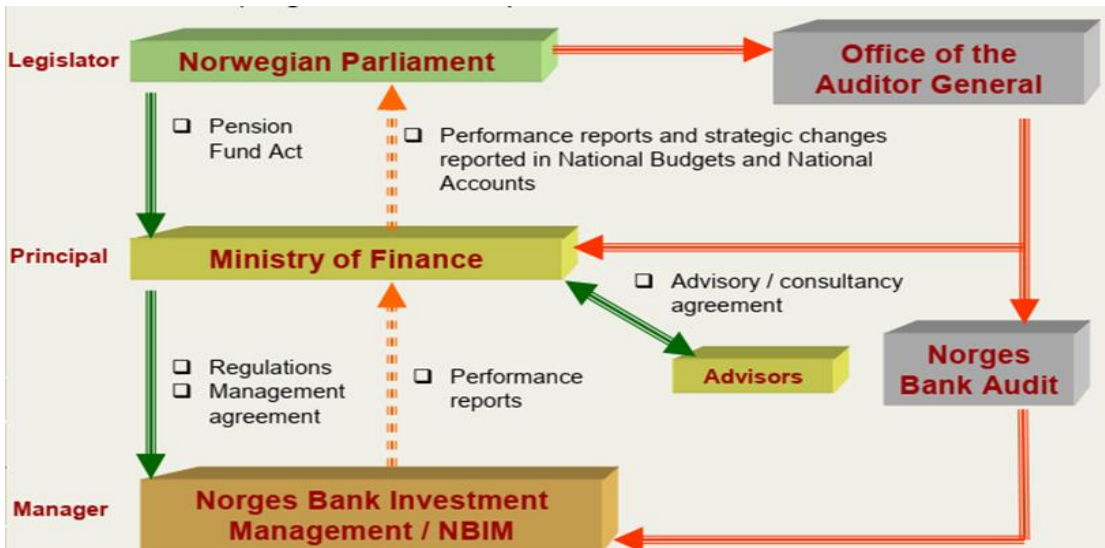 Legislator
Norwegian Parliament
Office of the
Auditor General
❑ Pension
Fund Act
❑ Performance reports and strategic changes
reported in National Budgets and National
Accounts
Principal
Ministry of Finance
❑ Advisory / consultancy
agreement
❑ Regulations
❑ Management
agreement
❑ Performance
reports
Advisors
Norges
Bank Audit
Manager
Norges Bank Investment
Management / NBIM